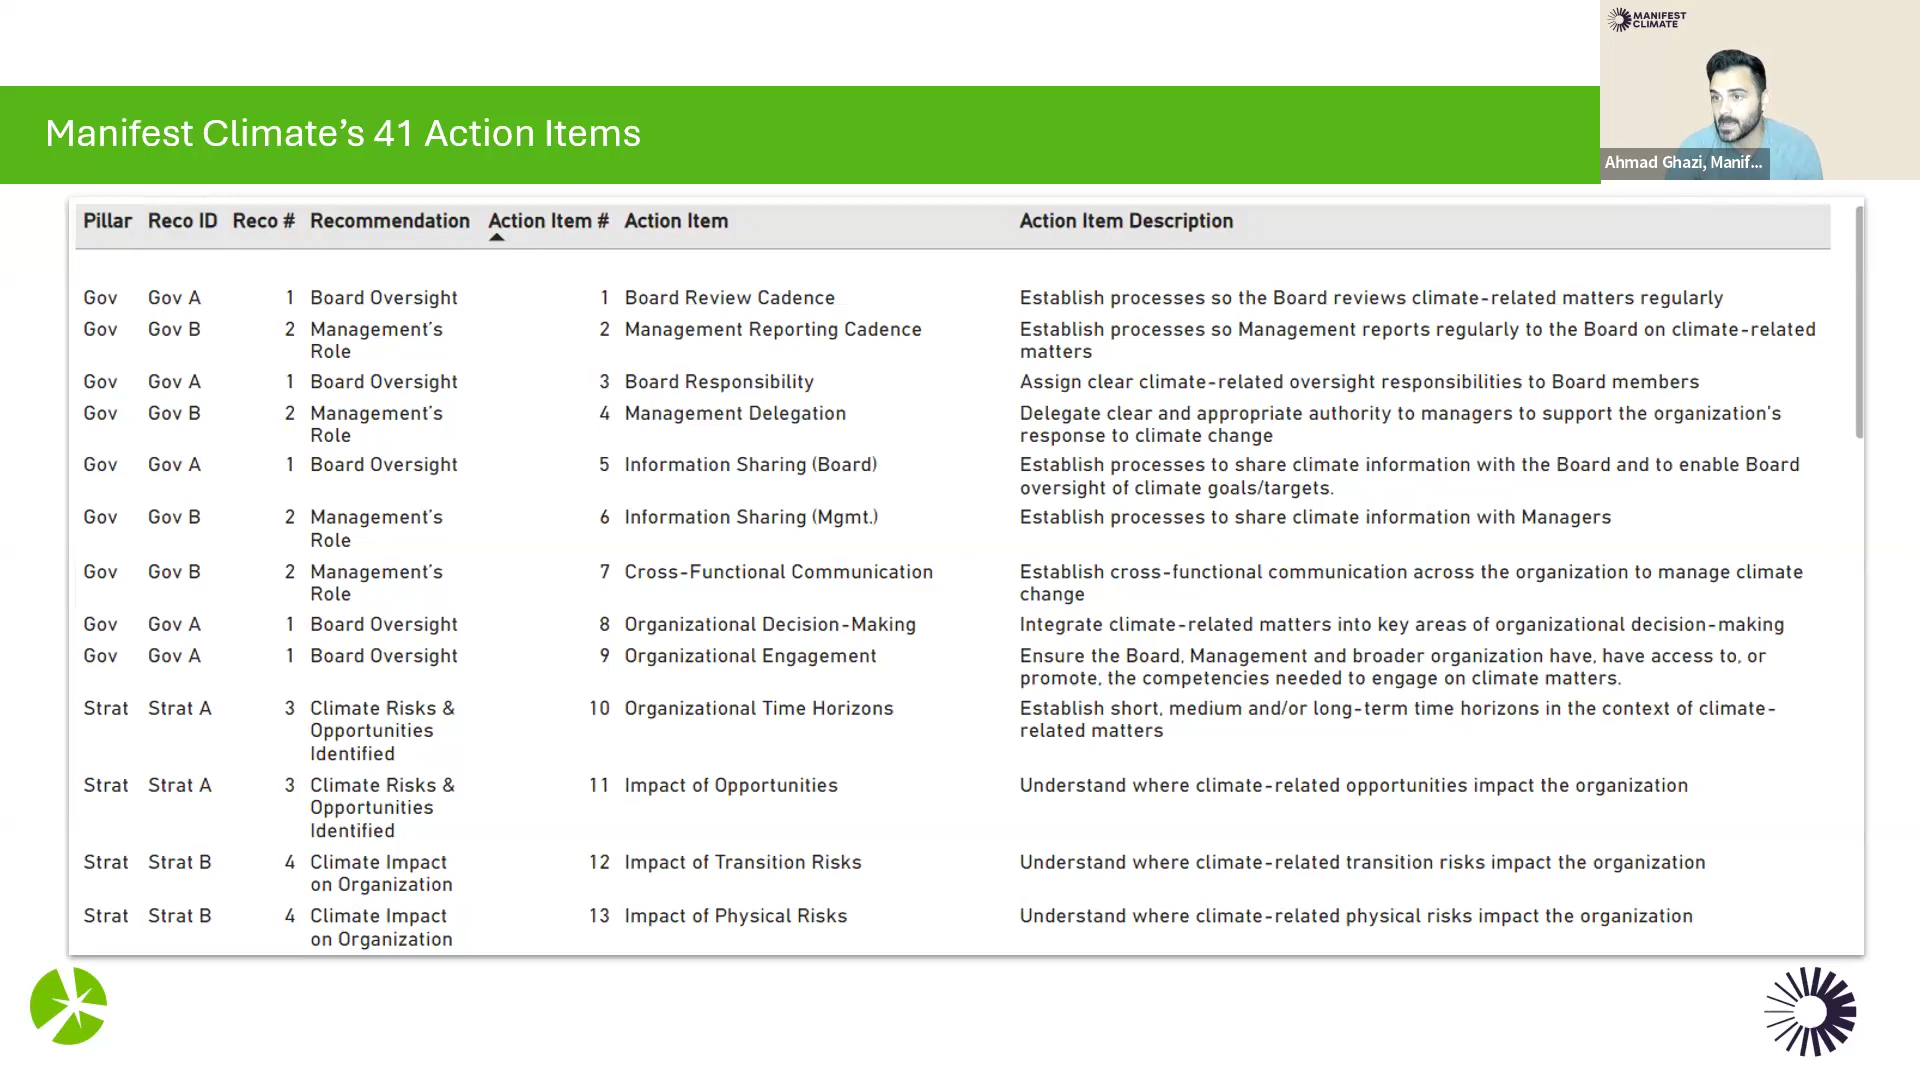 MANIFEST
CLIMATE
Manifest Climate’s 41 Action Items
Ahmad Ghazi, Manif...
Pillar Reco ID Reco # Recommendation Action Item # Action Item Action Item Description
Gov Gov A 1 Board Oversight 1 Board Review Cadence Establish processes so the Board reviews climate-related matters regularly
Gov Gov B 2 Management’s 2 Management Reporting Cadence Establish processes so Management reports regularly to the Board on climate-related
Role matters
Gov Gov A 1 Board Oversight 3 Board Responsibility Assign clear climate-related oversight responsibilities to Board members
Gov Gov B 2 Management’s 4 Management Delegation Delegate clear and appropriate authority to managers to support the organization’s
Role response to climate change
Gov Gov A 1 Board Oversight 5 Information Sharing (Board) Establish processes to share climate information with the Board and to enable Board
oversight of climate goals/targets.
Gov Gov B 2 Management’s 6 Information Sharing (Mgmt.) Establish processes to share climate information with Managers
Role
Gov Gov B 2 Management’s 7 Cross-Functional Communication Establish cross-functional communication across the organization to manage climate
Role change
Gov Gov A 1 Board Oversight 8 Organizational Decision-Making Integrate climate-related matters into key areas of organizational decision-making
Gov Gov A 1 Board Oversight 9 Organizational Engagement Ensure the Board, Management and broader organization have, have access to, or
promote, the competencies needed to engage on climate matters.
Strat Strat A 3 Climate Risks & 10 Organizational Time Horizons Establish short, medium and/or long-term time horizons in the context of climate-
Opportunities related matters
Identified
Strat Strat A 3 Climate Risks & 11 Impact of Opportunities Understand where climate-related opportunities impact the organization
Opportunities
Identified
Strat Strat B 4 Climate Impact 12 Impact of Transition Risks Understand where climate-related transition risks impact the organization
on Organization
Strat Strat B 4 Climate Impact 13 Impact of Physical Risks Understand where climate-related physical risks impact the organization
on Organization